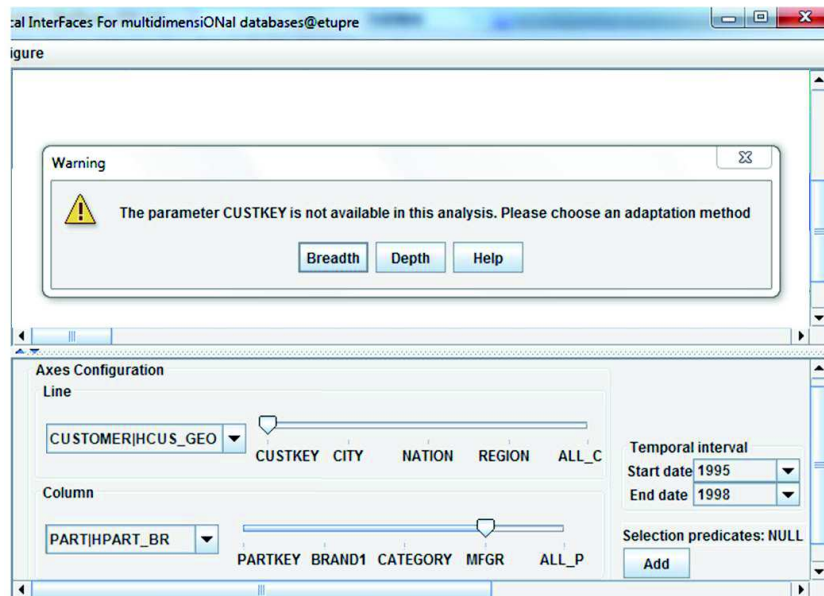 cal InterFaces For multidimensiONal databases@etupre
igure
Warning
The parameter CUSTKEY is not available in this analysis. Please choose an adaptation method
Breadth Depth Help
Axes Configuration
Line
CUSTOMER|HCUS_GEO
CUSTKEY CITY NATION REGION ALL_C
Column
PART|HPART_BR
PARTKEY BRAND1 CATEGORY MFGR ALL_P
Temporal interval
Start date 1995
End date 1998
Selection predicates: NULL
Add